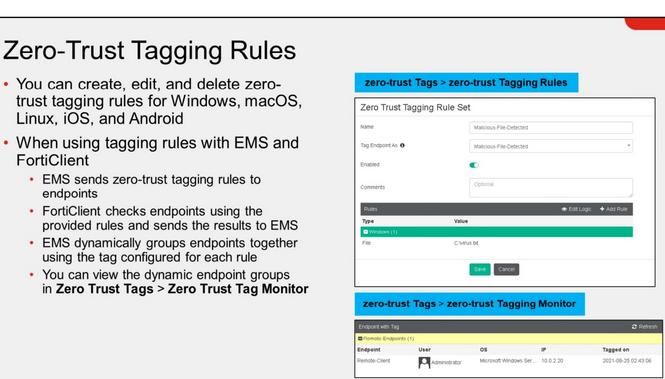 Zero-Trust Tagging Rules
• You can create, edit, and delete zero-
trust tagging rules for Windows, macOS,
Linux, iOS, and Android
• When using tagging rules with EMS and
FortiClient
• EMS sends zero-trust tagging rules to
endpoints
• FortiClient checks endpoints using the
provided rules and sends the results to EMS
• EMS dynamically groups endpoints together
using the tag configured for each rule
• You can view the dynamic endpoint groups
in Zero Trust Tags > Zero Trust Tag Monitor
zero-trust Tags > zero-trust Tagging Rules
Zero Trust Tagging Rule Set
Name Malicious-File-Detected
Tag Endpoint As Malicious-File-Detected
Enabled
Comments Optional
Rules Edit Logic + Add Rule
Type Value
Windows (1)
File C:\virus.txt
Save Cancel
zero-trust Tags > zero-trust Tagging Monitor
Endpoint with Tag Refresh
Remote-Endpoints (1)
Endpoint User OS IP Tagged on
Remote-Client Administrator Microsoft Windows Ser... 10.0.2.20 2021-08-25 02:43:06